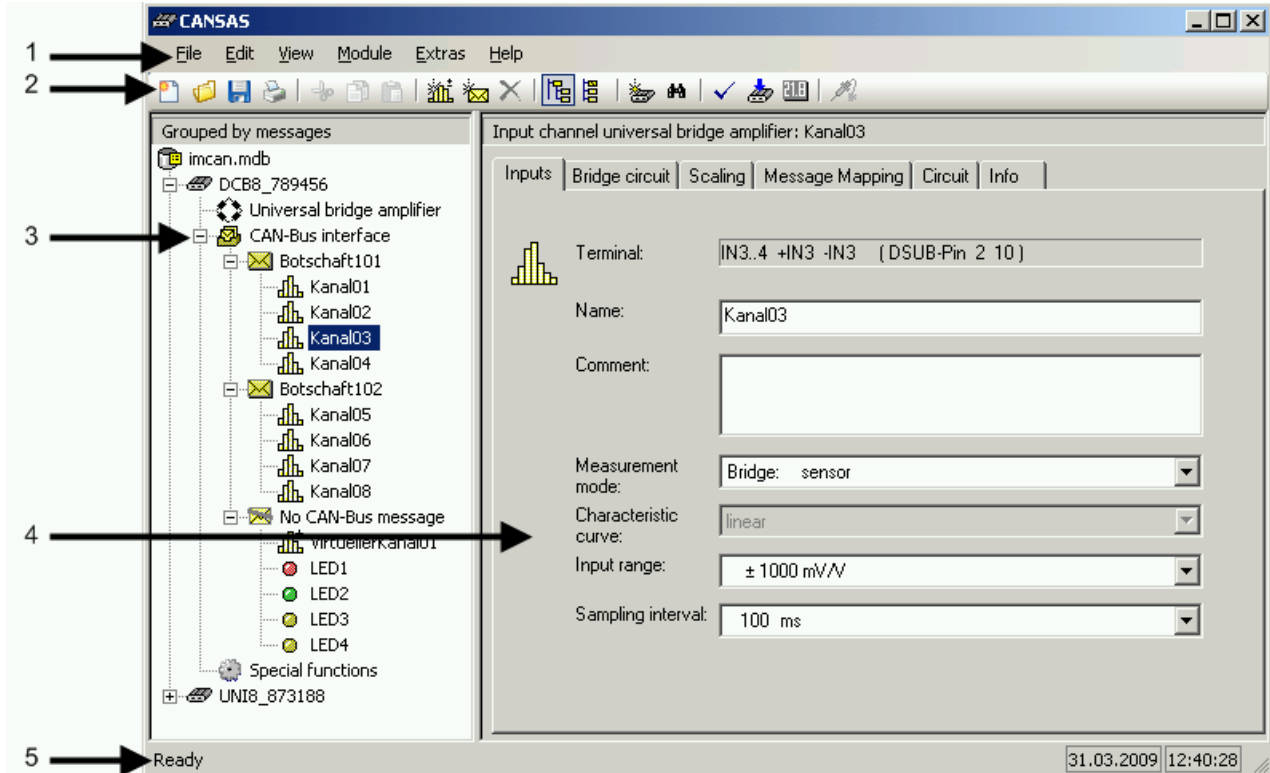 CANSAS
1
File Edit View Module Extras Help
2
21.8
Grouped by messages
imcan.mdb
DCB8_789456
Universal bridge amplifier
3
CAN-Bus interface
Botschaft101
Kanal01
Kanal02
Kanal03
Kanal04
Botschaft102
Kanal05
Kanal06
Kanal07
Kanal08
No CAN-Bus message
4
VirtuellerKanal01
LED1
LED2
LED3
LED4
Special functions
UNI8_873188
Input channel universal bridge amplifier: Kanal03
Inputs Bridge circuit Scaling Message Mapping Circuit Info
Terminal: IN3..4 +IN3 -IN3 ( DSUB-Pin 2 10 )
Name: Kanal03
Comment:
Measurement
mode: Bridge: sensor
Characteristic
curve: linear
Input range: ± 1000 mV/V
Sampling interval: 100 ms
5
Ready 31.03.2009 12:40:28